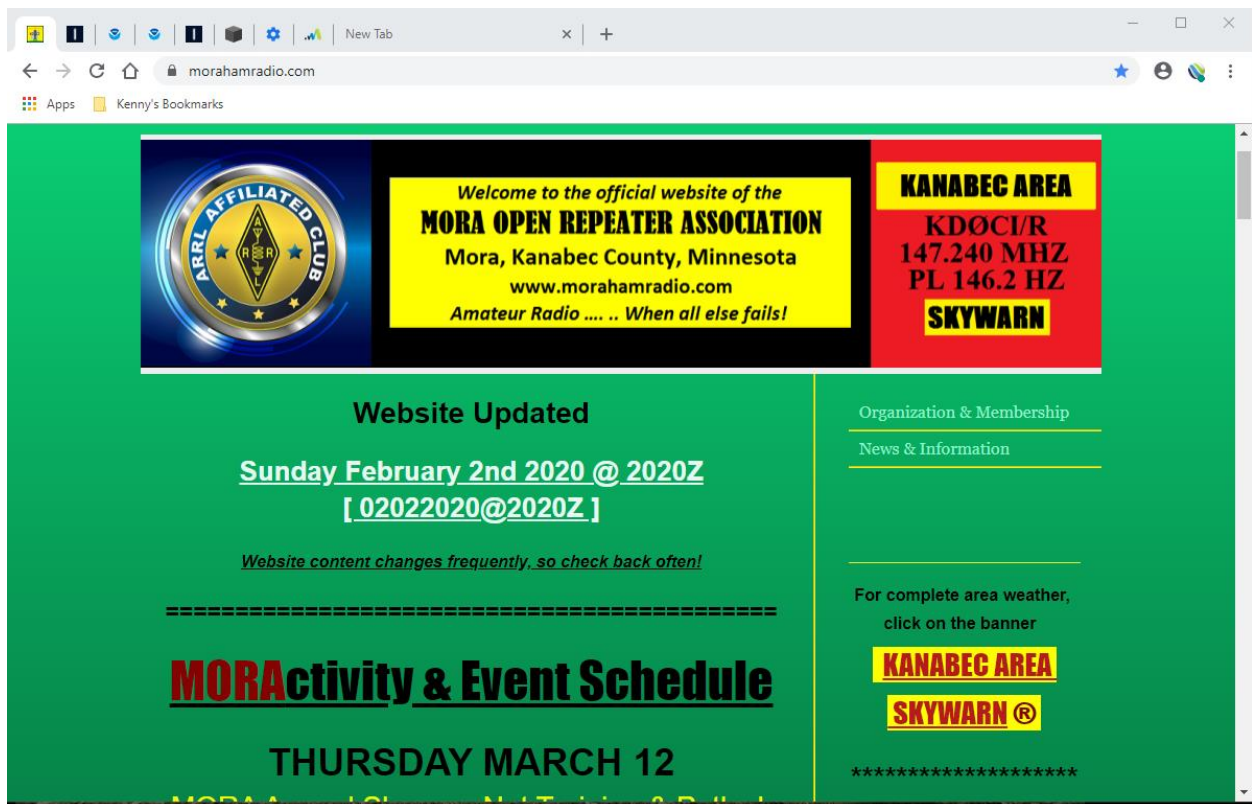 New Tab
morahamradio.com
Apps
Kenny's Bookmarks
ARRL AFFILIATED CLUB
A
R R
L
Welcome to the official website of the
MORA OPEN REPEATER ASSOCIATION
Mora, Kanabec County, Minnesota
www.morahamradio.com
Amateur Radio .... .. When all else fails!
KANABEC AREA
KDØCI/R
147.240 MHZ
PL 146.2 HZ
SKYWARN
Website Updated
Sunday February 2nd 2020 @ 2020Z
[ 02022020@2020Z ]
Website content changes frequently, so check back often!
============================================
MORActivity & Event Schedule
THURSDAY MARCH 12
Organization & Membership
News & Information
For complete area weather,
click on the banner
KANABEC AREA
SKYWARN ®
********************